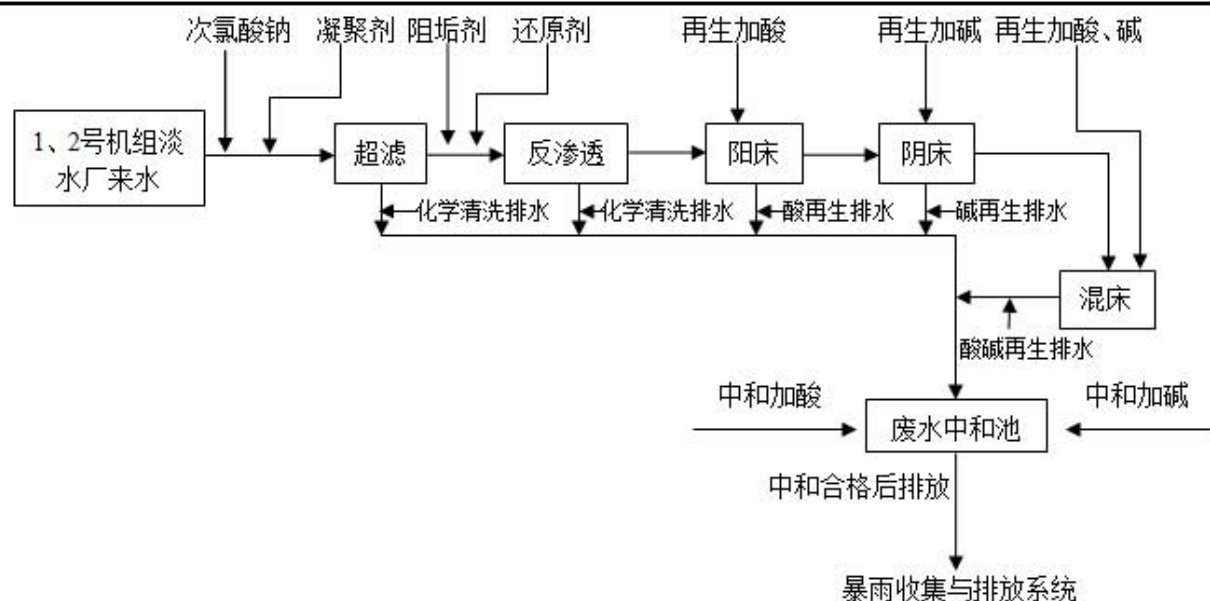 次氯酸钠 凝聚剂 阻垢剂 还原剂 再生加酸 再生加碱 再生加酸、碱
1、2号机组淡
水厂来水
超滤 反渗透 阳床 阴床
化学清洗排水 化学清洗排水 酸再生排水 碱再生排水
混床
酸碱再生排水
中和加酸 中和加碱
废水中和池
中和合格后排放
暴雨收集与排放系统